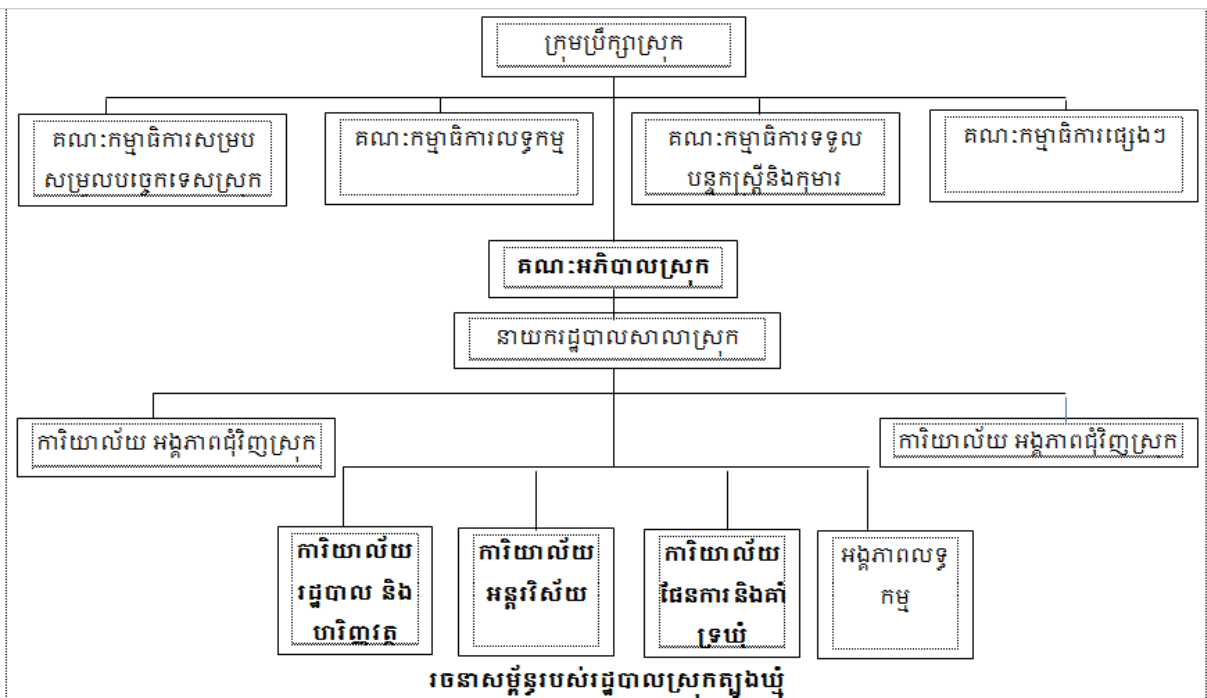 ក្រុមប្រឹក្សាស្រុក
គណៈកម្មាធិការសម្រប
សម្រួលបច្ចេកទេសស្រុក
គណៈកម្មាធិការលទ្ធកម្ម
គណៈកម្មាធិការទទួល
បន្ទុកស្ត្រីនិងកុមារ
គណៈកម្មាធិការផ្សេងៗ
គណៈអភិបាលស្រុក
នាយករដ្ឋបាលសាលាស្រុក
ការិយាល័យ អង្គភាពជុំវិញស្រុក
ការិយាល័យ អង្គភាពជុំវិញស្រុក
ការិយាល័យ
រដ្ឋបាល និង
ហិរញ្ញវត្ថុ
ការិយាល័យ
អន្តរវិស័យ
ការិយាល័យ
ផែនការ និងគាំ
ទ្រឃុំ
អង្គភាពលទ្ធ
កម្ម
រចនាសម្ព័ន្ធរបស់រដ្ឋបាលស្រុកត្បូងឃ្មុំ